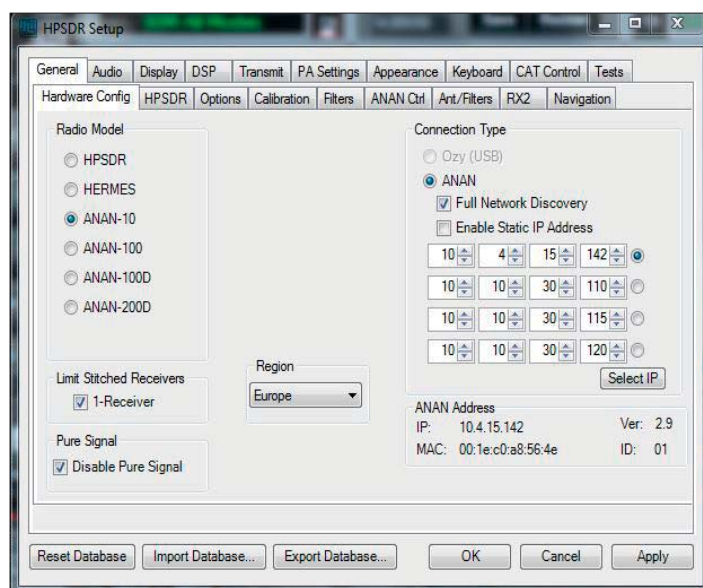 HPSDR Setup
General Audio Display DSP Transmit PA Settings Appearance Keyboard CAT Control Tests
Hardware Config HPSDR Options Calibration Filters ANAN Ctrl Ant/Filters RX2 Navigation
Radio Model
HPSDR
HERMES
ANAN-10
ANAN-100
ANAN-100D
ANAN-200D
Limit Stitched Receivers
1-Receiver
Pure Signal
Disable Pure Signal
Region
Europe
Connection Type
Ozy (USB)
ANAN
Full Network Discovery
Enable Static IP Address
10 4 15 142
10 10 30 110
10 10 30 115
10 10 30 120
Select IP
ANAN Address
IP: 10.4.15.142 Ver: 2.9
MAC: 00:1e:c0:a8:56:4e ID: 01
Reset Database Import Database... Export Database... OK Cancel Apply